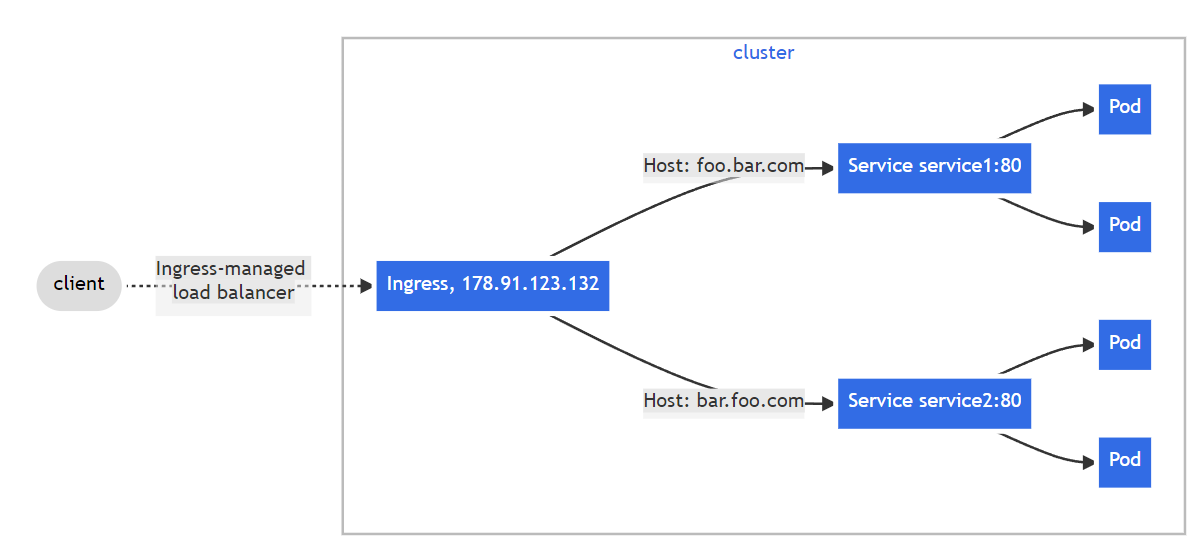 cluster
client
Ingress-managed
load balancer
Ingress, 178.91.123.132
Host: foo.bar.com
Service service1:80
Pod
Pod
Host: bar.foo.com
Service service2:80
Pod
Pod